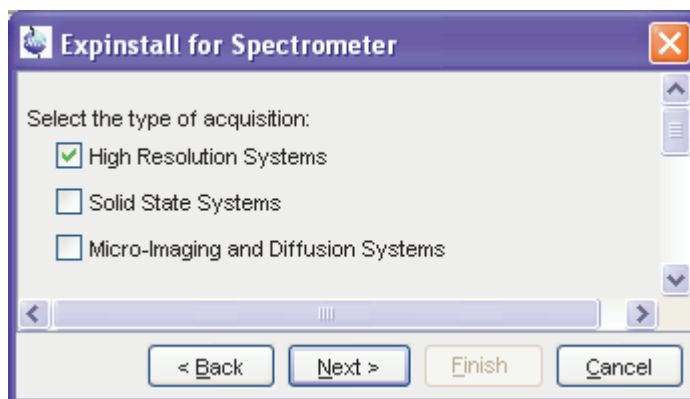 Expinstall for Spectrometer
Select the type of acquisition:
High Resolution Systems
Solid State Systems
Micro-Imaging and Diffusion Systems
< Back Next > Finish Cancel